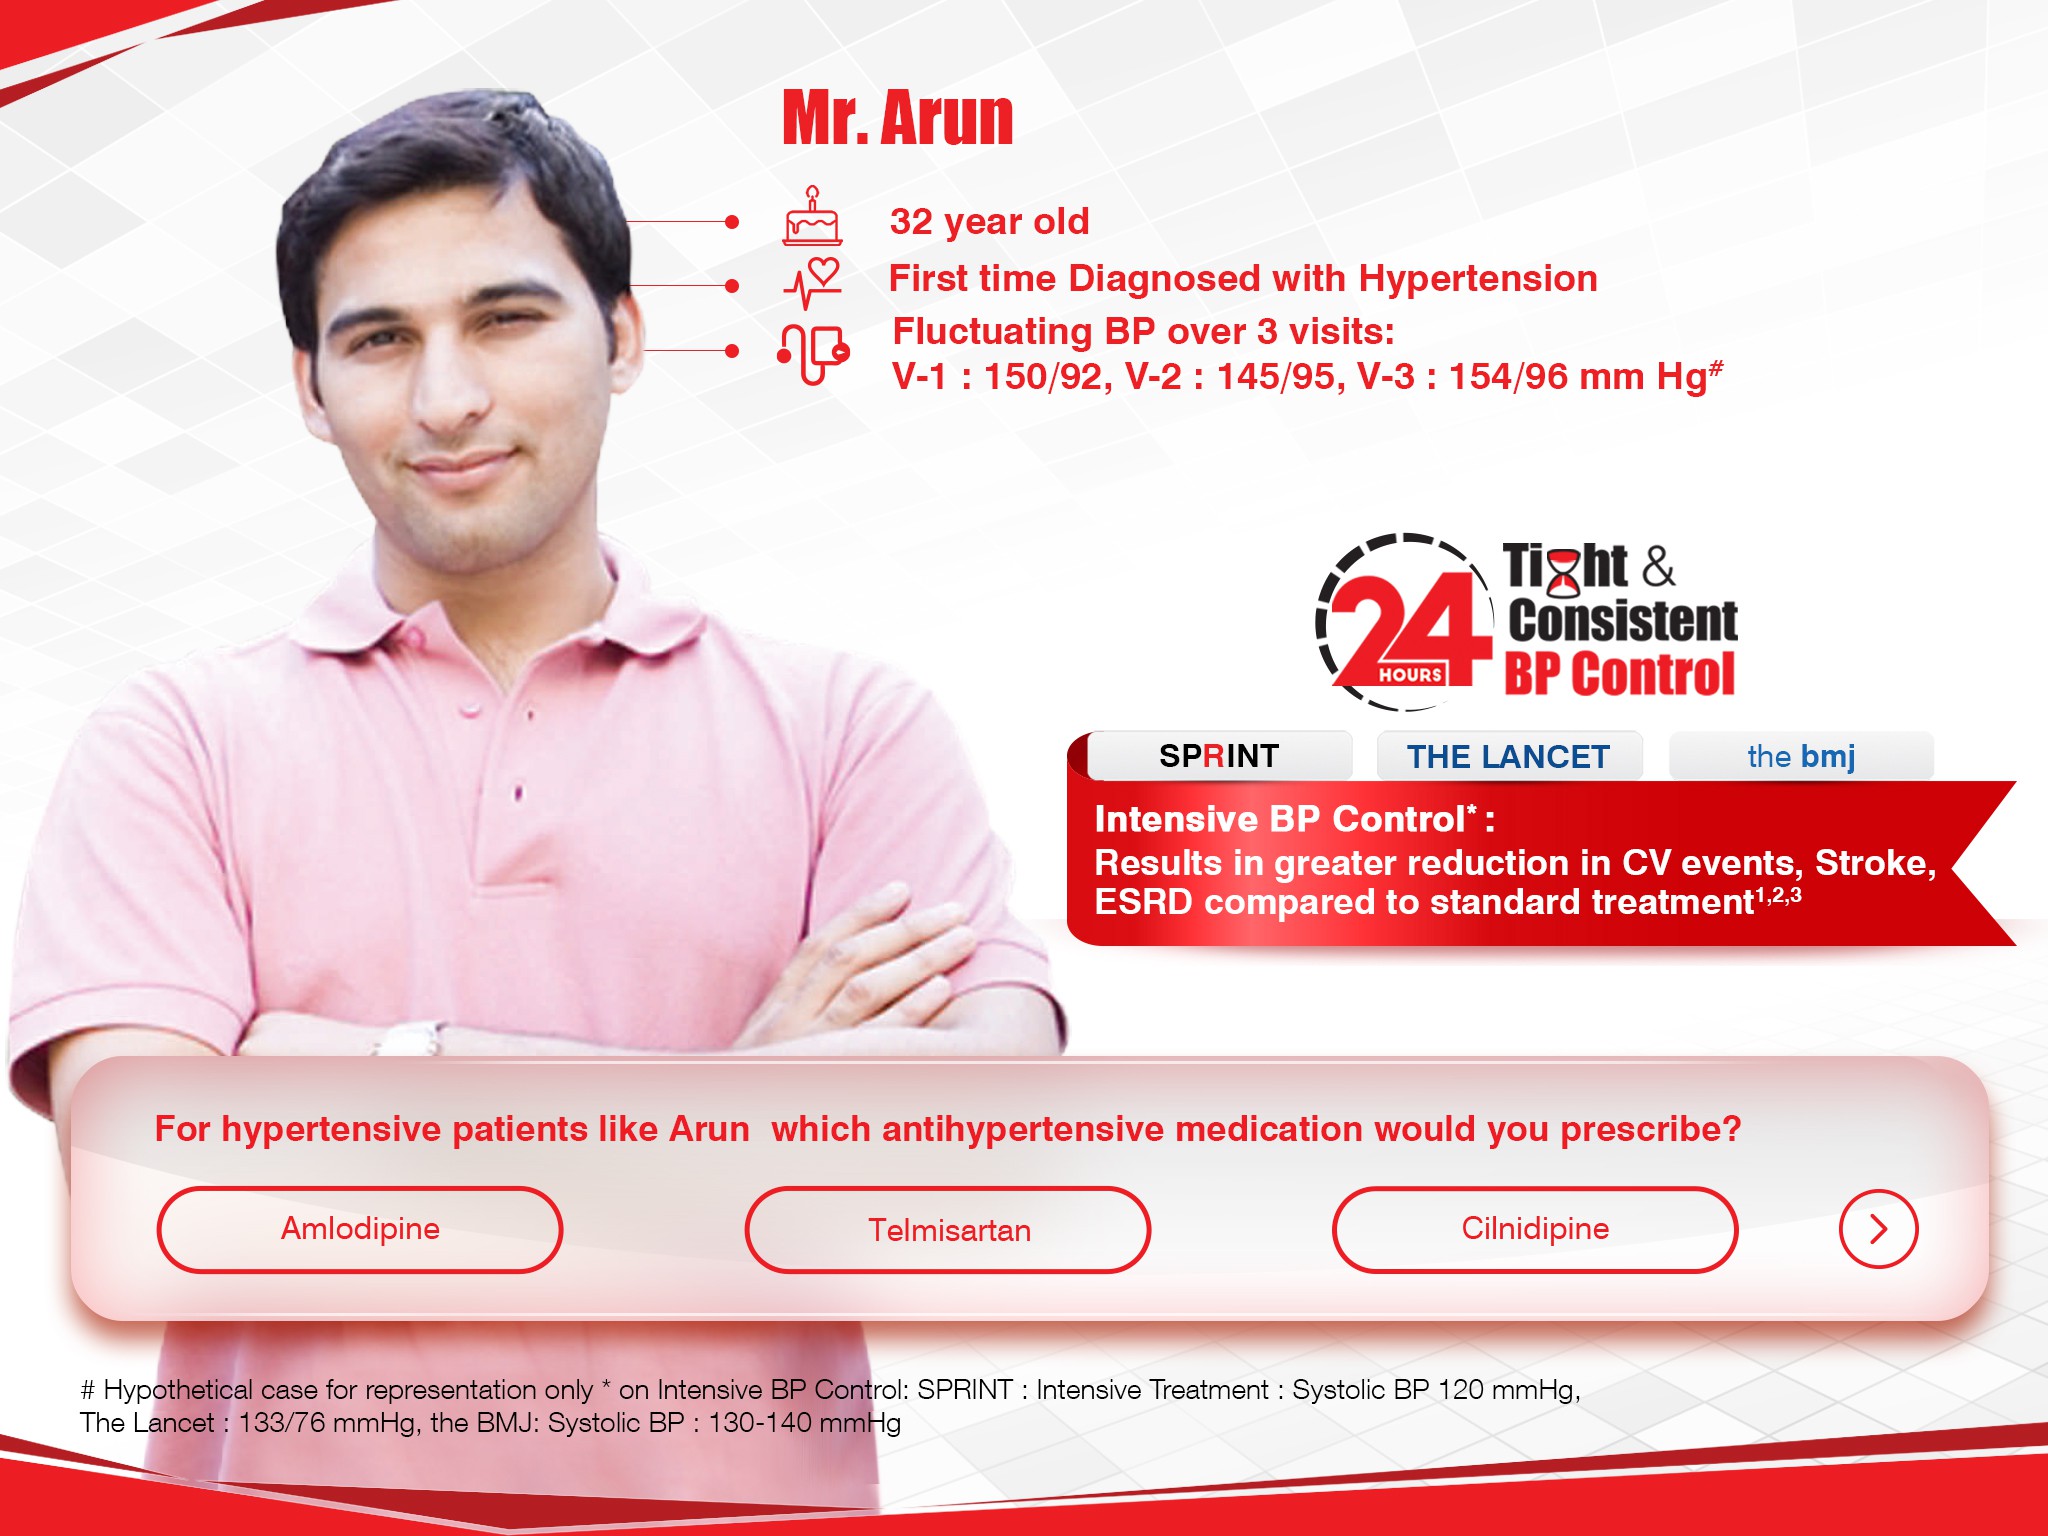 Mr. Arun
32 year old
First time Diagnosed with Hypertension
Fluctuating BP over 3 visits:
V-1 : 150/92, V-2 : 145/95, V-3 : 154/96 mm Hg#
24 HOURS
Tight &
Consistent
BP Control
SPRINT
THE LANCET
the bmj
Intensive BP Control* :
Results in greater reduction in CV events, Stroke,
ESRD compared to standard treatment1,2,3
For hypertensive patients like Arun which antihypertensive medication would you prescribe?
Amlodipine
Telmisartan
Cilnidipine
# Hypothetical case for representation only * on Intensive BP Control: SPRINT : Intensive Treatment : Systolic BP 120 mmHg,
The Lancet : 133/76 mmHg, the BMJ: Systolic BP : 130-140 mmHg